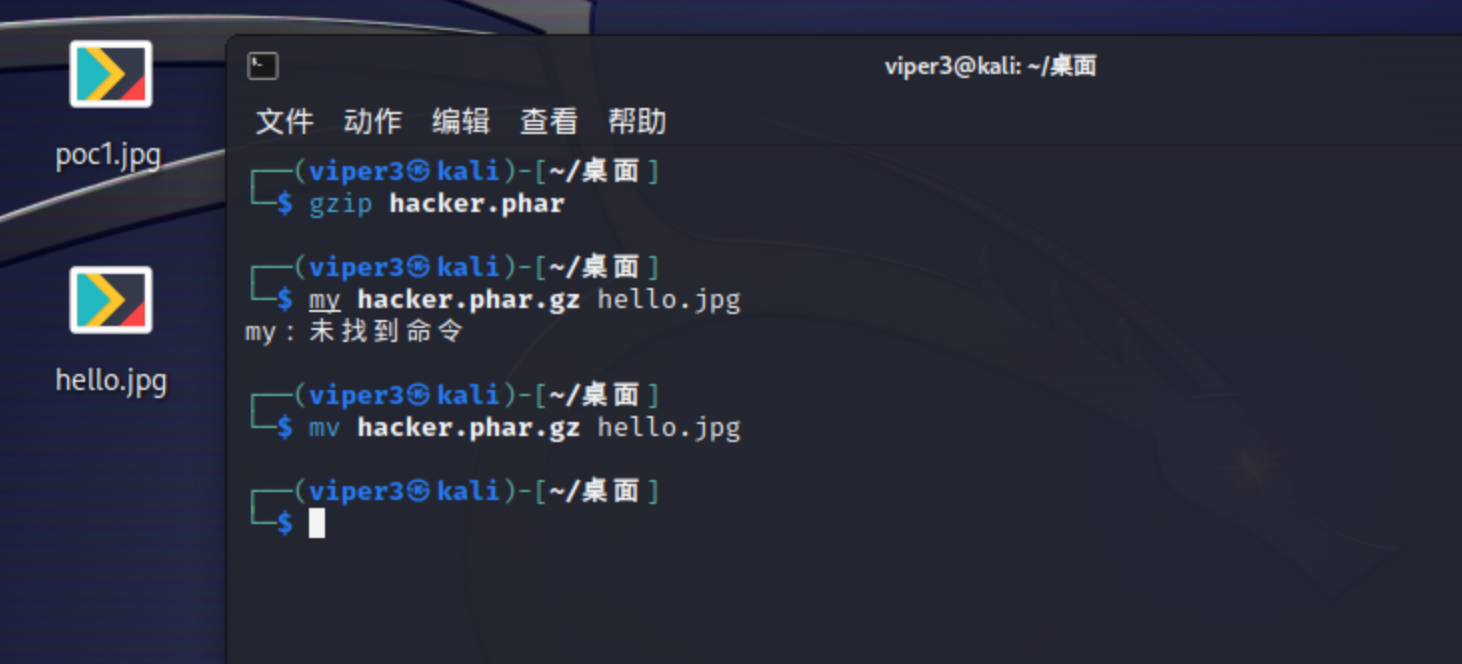 poc1.jpg
hello.jpg
viper3@kali: ~/桌面
文件 动作 编辑 查看 帮助
┌──(viper3㉿kali)-[~/桌面]
└─$ gzip hacker.phar
┌──(viper3㉿kali)-[~/桌面]
└─$ my hacker.phar.gz hello.jpg
my：未找到命令
┌──(viper3㉿kali)-[~/桌面]
└─$ mv hacker.phar.gz hello.jpg
┌──(viper3㉿kali)-[~/桌面]
└─$